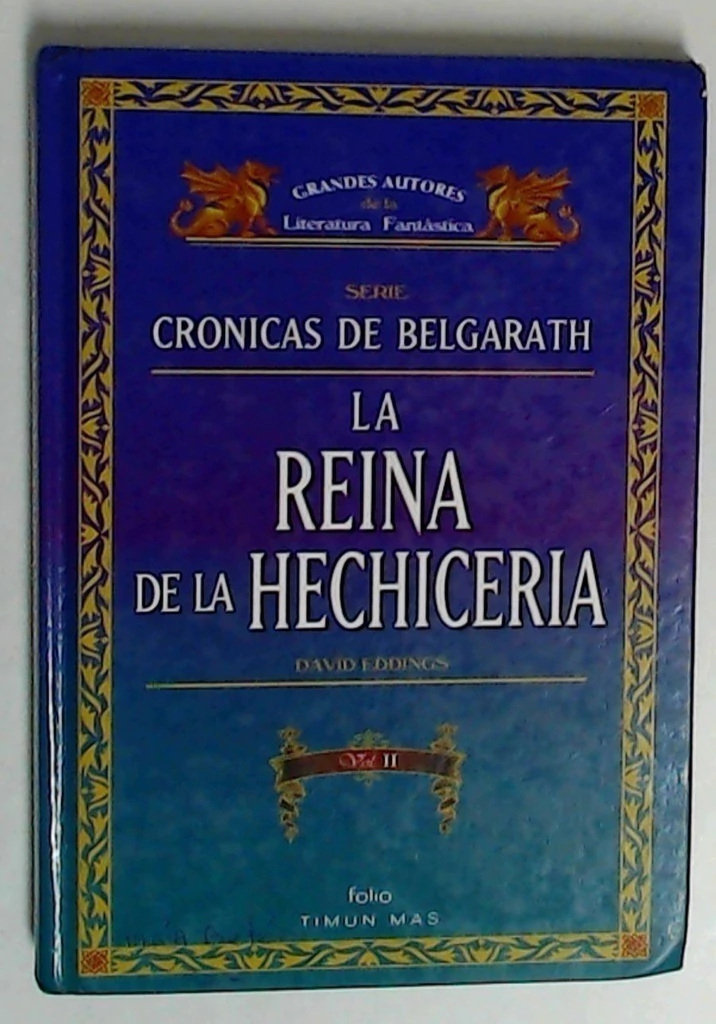 GRANDES AUTORES
de la
Literatura Fantástica
SERIE
CRONICAS DE BELGARATH
LA
REINA
DE LA HECHICERIA
DAVID EDDINGS
Vol II
folio
TIMUN MAS